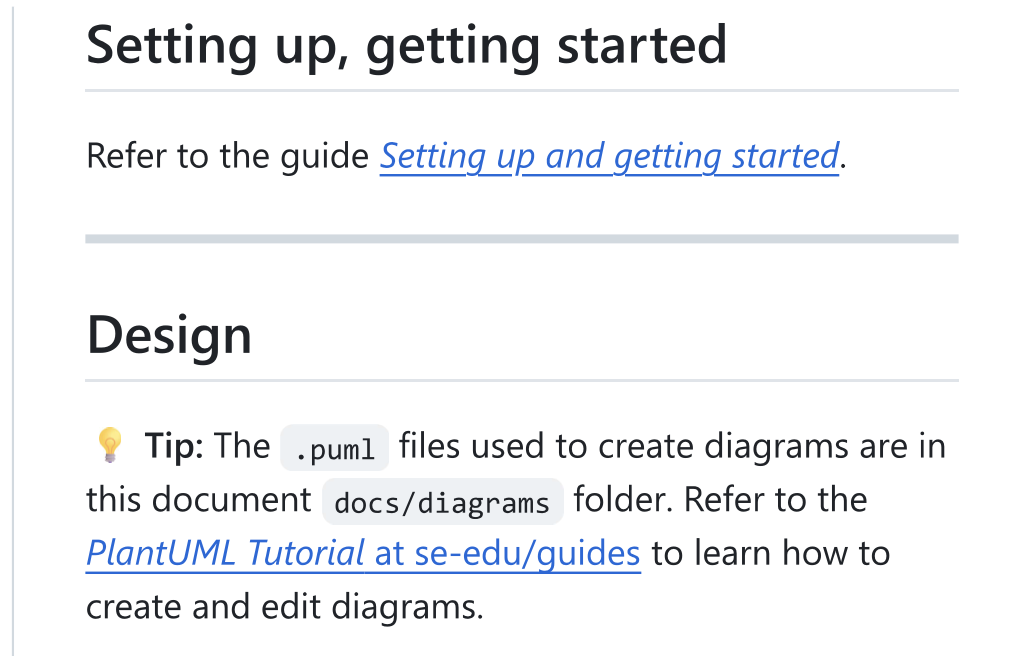 Setting up, getting started
Refer to the guide Setting up and getting started.
Design
💡 Tip: The .puml files used to create diagrams are in
this document docs/diagrams folder. Refer to the
PlantUML Tutorial at se-edu/guides to learn how to
create and edit diagrams.